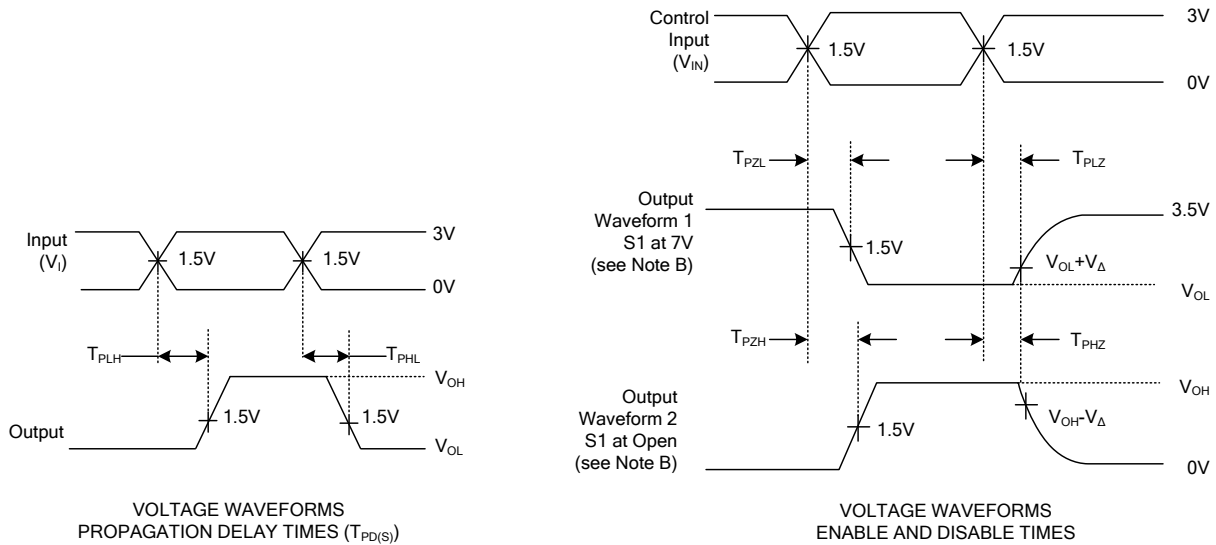 Input
(VI)
3V
1.5V
1.5V
0V
TPLH
TPHL
VOH
Output
1.5V
1.5V
VOL
VOLTAGE WAVEFORMS
PROPAGATION DELAY TIMES (TPD(S))
Control
Input
(VIN)
3V
1.5V
1.5V
0V
TPZL
TPLZ
Output
Waveform 1
S1 at 7V
(see Note B)
3.5V
1.5V
VOL+VΔ
VOL
TPZH
TPHZ
Output
Waveform 2
S1 at Open
(see Note B)
VOH
1.5V
VOH-VΔ
0V
VOLTAGE WAVEFORMS
ENABLE AND DISABLE TIMES